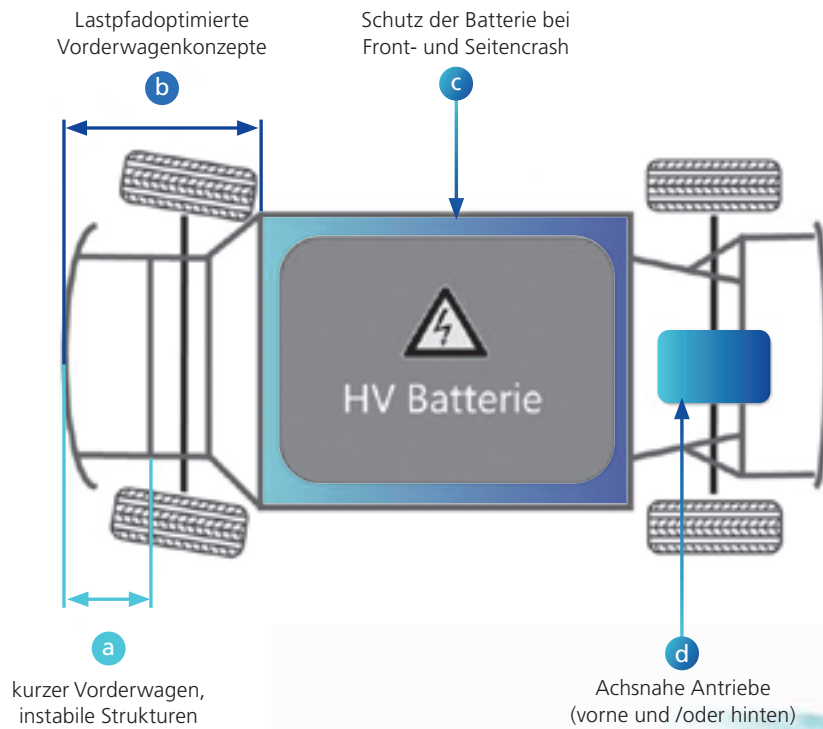 Lastpfadoptimierte
Vorderwagenkonzepte
b
Schutz der Batterie bei
Front- und Seitencrash
c
HV Batterie
a
kurzer Vorderwagen,
instabile Strukturen
d
Achsnahe Antriebe
(vorne und /oder hinten)